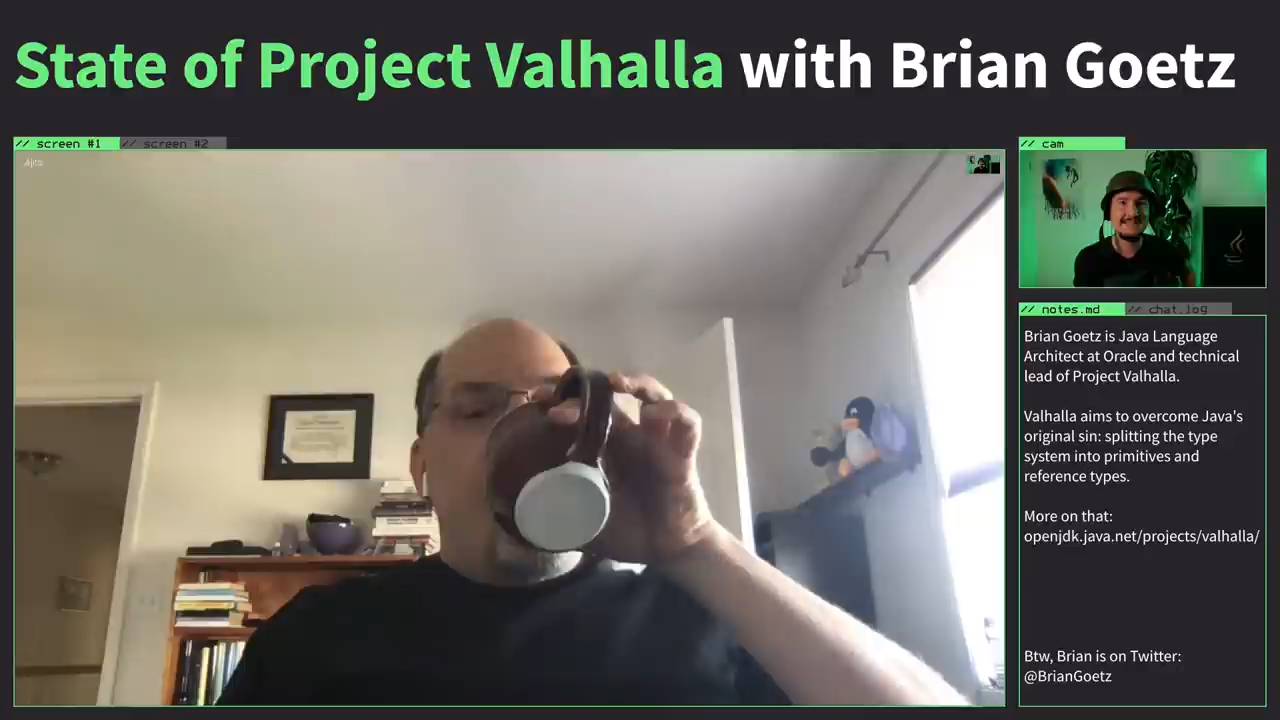 State of Project Valhalla with Brian Goetz
// screen #1
// screen #2
// cam
// notes.md
// chat.log
Brian Goetz is Java Language
Architect at Oracle and technical
lead of Project Valhalla.
Valhalla aims to overcome Java's
original sin: splitting the type
system into primitives and
reference types.
More on that:
openjdk.java.net/projects/valhalla/
Btw, Brian is on Twitter:
@BrianGoetz